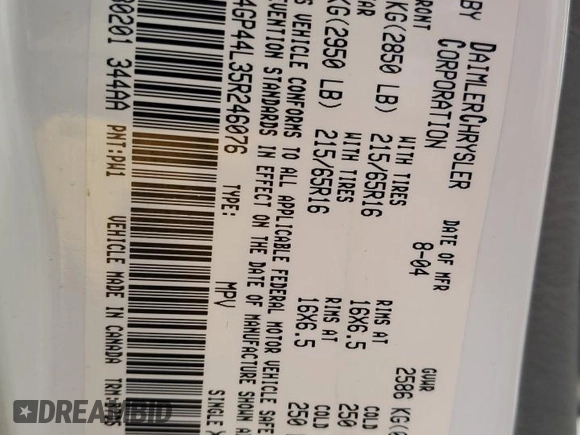 BY DAIMLERCHRYSLER CORPORATION
DATE OF MFR 8-04 GVWR 2586 KG
RONT KG(2850 LB) WITH TIRES 215/65R16 RIMS AT 16X6.5 COLD 250
AR KG(2950 LB) WITH TIRES 215/65R16 RIMS AT 16X6.5 COLD 250
S VEHICLE CONFORMS TO ALL APPLICABLE FEDERAL MOTOR VEHICLE SAFE
VENTION STANDARDS IN EFFECT ON THE DATE OF MANUFACTURE SHOWN A
4GP44L35R246076 TYPE: MPV SINGLE
00201 344AA PNT:PW1 VEHICLE MADE IN CANADA
DREAMBID